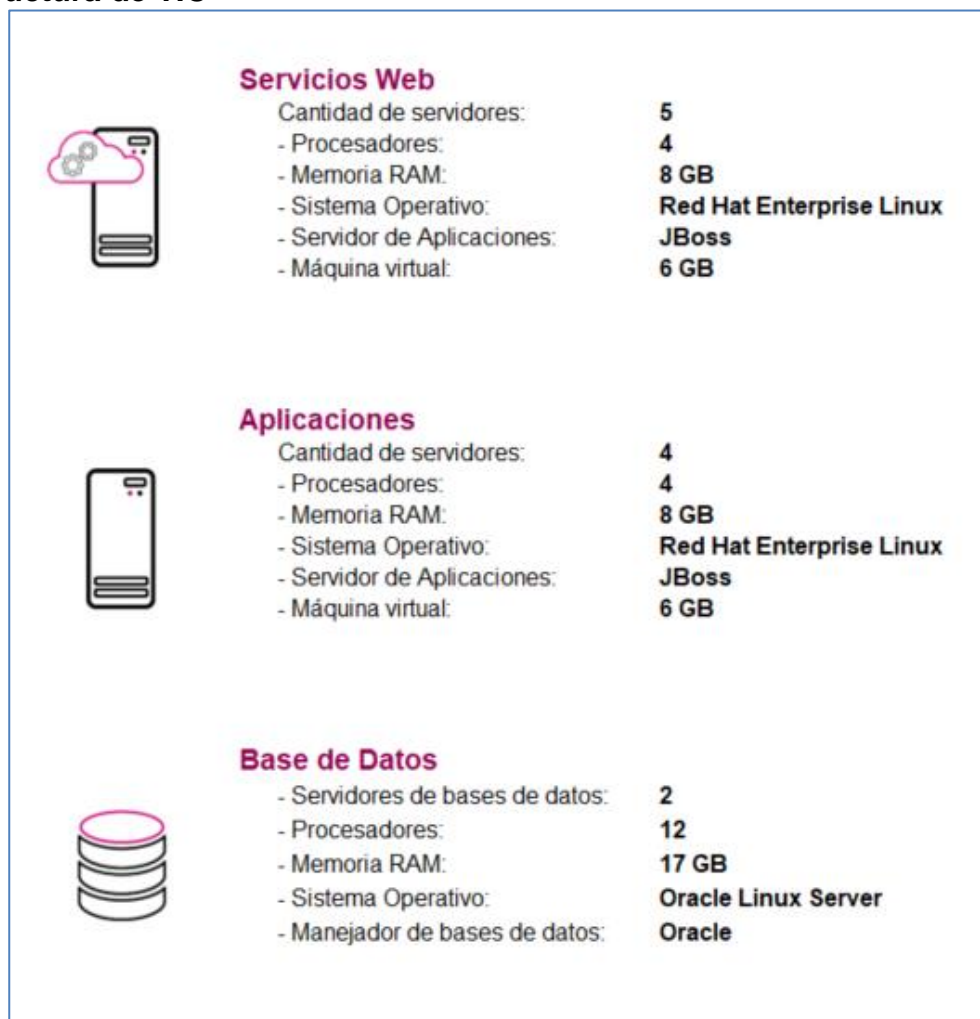 Servicios Web
Cantidad de servidores: 5
- Procesadores: 4
- Memoria RAM: 8 GB
- Sistema Operativo: Red Hat Enterprise Linux
- Servidor de Aplicaciones: JBoss
- Máquina virtual: 6 GB
Aplicaciones
Cantidad de servidores: 4
- Procesadores: 4
- Memoria RAM: 8 GB
- Sistema Operativo: Red Hat Enterprise Linux
- Servidor de Aplicaciones: JBoss
- Máquina virtual: 6 GB
Base de Datos
- Servidores de bases de datos: 2
- Procesadores: 12
- Memoria RAM: 17 GB
- Sistema Operativo: Oracle Linux Server
- Manejador de bases de datos: Oracle